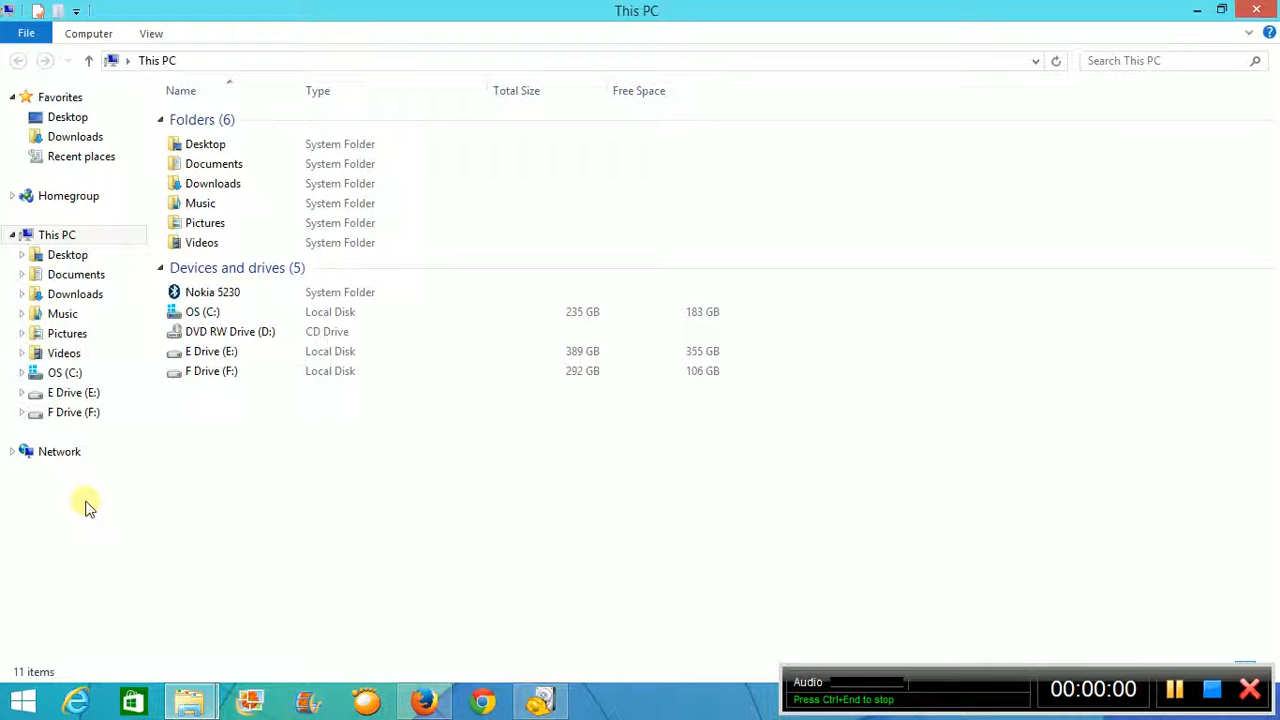 This PC
File Computer View
This PC Search This PC
Name Type Total Size Free Space
Favorites
Desktop
Downloads
Recent places
Homegroup
This PC
Desktop
Documents
Downloads
Music
Pictures
Videos
OS (C:)
E Drive (E:)
F Drive (F:)
Network
Folders (6)
Desktop System Folder
Documents System Folder
Downloads System Folder
Music System Folder
Pictures System Folder
Videos System Folder
Devices and drives (5)
Nokia 5230 System Folder
OS (C:) Local Disk 235 GB 183 GB
DVD RW Drive (D:) CD Drive
E Drive (E:) Local Disk 389 GB 355 GB
F Drive (F:) Local Disk 292 GB 106 GB
11 items
Audio
Press Ctrl+End to stop
00:00:00